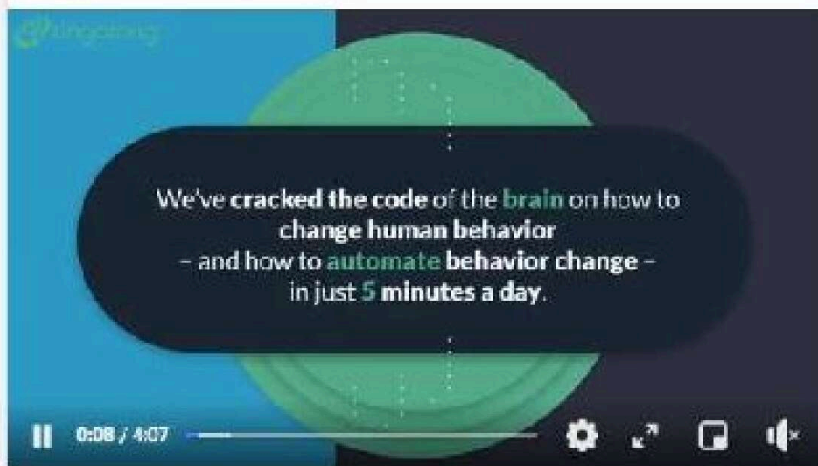 We've cracked the code of the brain on how to
change human behavior
– and how to automate behavior change –
in just 5 minutes a day.
0:08 / 4:07